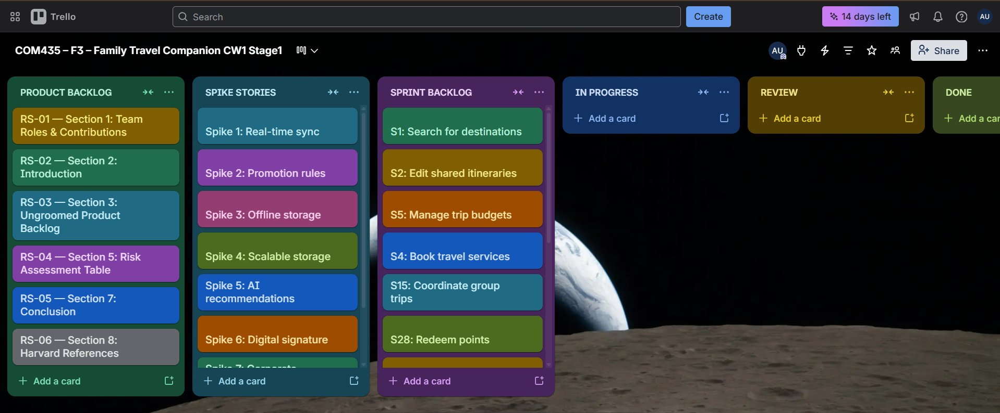 Trello
Search
Create
14 days left
AU
COM435 – F3 – Family Travel Companion CW1 Stage1
AU
Share
PRODUCT BACKLOG
RS-01 — Section 1: Team
Roles & Contributions
RS-02 — Section 2:
Introduction
RS-03 — Section 3:
Ungroomed Product
Backlog
RS-04 — Section 5: Risk
Assessment Table
RS-05 — Section 7:
Conclusion
RS-06 — Section 8:
Harvard References
Add a card
SPIKE STORIES
Spike 1: Real-time sync
Spike 2: Promotion rules
Spike 3: Offline storage
Spike 4: Scalable storage
Spike 5: AI
recommendations
Spike 6: Digital signature
Spike 7: Corporate
Add a card
SPRINT BACKLOG
S1: Search for destinations
S2: Edit shared itineraries
S5: Manage trip budgets
S4: Book travel services
S15: Coordinate group
trips
S28: Redeem points
Add a card
IN PROGRESS
Add a card
REVIEW
Add a card
DONE
Add a car